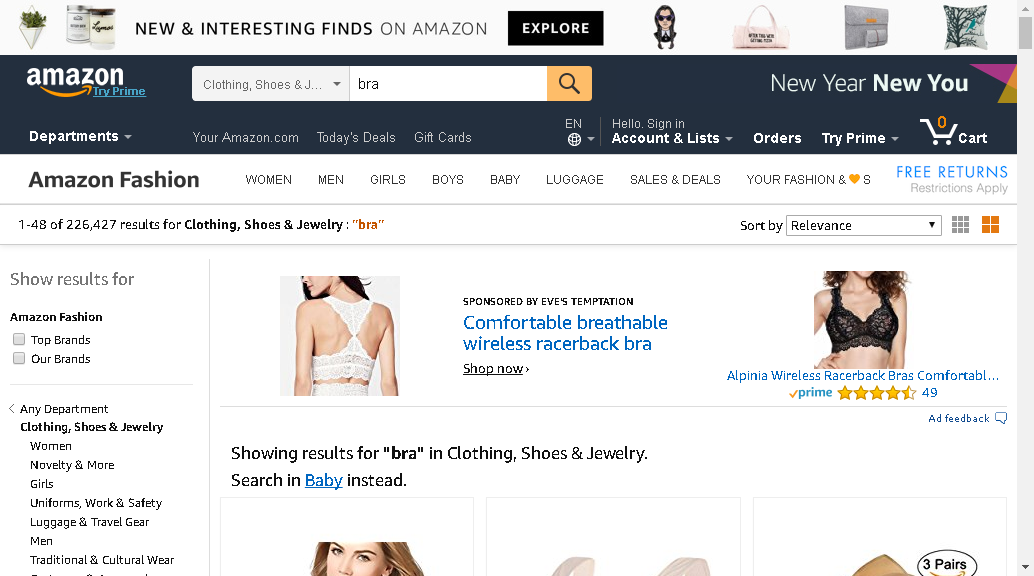 NEW & INTERESTING FINDS ON AMAZON EXPLORE
amazon
Try Prime
Clothing, Shoes & J...
bra
New Year New You
Departments
Your Amazon.com Today's Deals Gift Cards
EN
Hello. Sign in
Account & Lists
Orders
Try Prime
0
Cart
Amazon Fashion
WOMEN MEN GIRLS BOYS BABY LUGGAGE SALES & DEALS YOUR FASHION & S
FREE RETURNS
Restrictions Apply
1-48 of 226,427 results for Clothing, Shoes & Jewelry : "bra"
Sort by Relevance
Show results for
Amazon Fashion
Top Brands
Our Brands
Any Department
Clothing, Shoes & Jewelry
Women
Novelty & More
Girls
Uniforms, Work & Safety
Luggage & Travel Gear
Men
Traditional & Cultural Wear
SPONSORED BY EVE'S TEMPTATION
Comfortable breathable
wireless racerback bra
Shop now ›
Alpinia Wireless Racerback Bras Comfortabl...
prime 49
Ad feedback
Showing results for "bra" in Clothing, Shoes & Jewelry.
Search in Baby instead.
3 Pairs